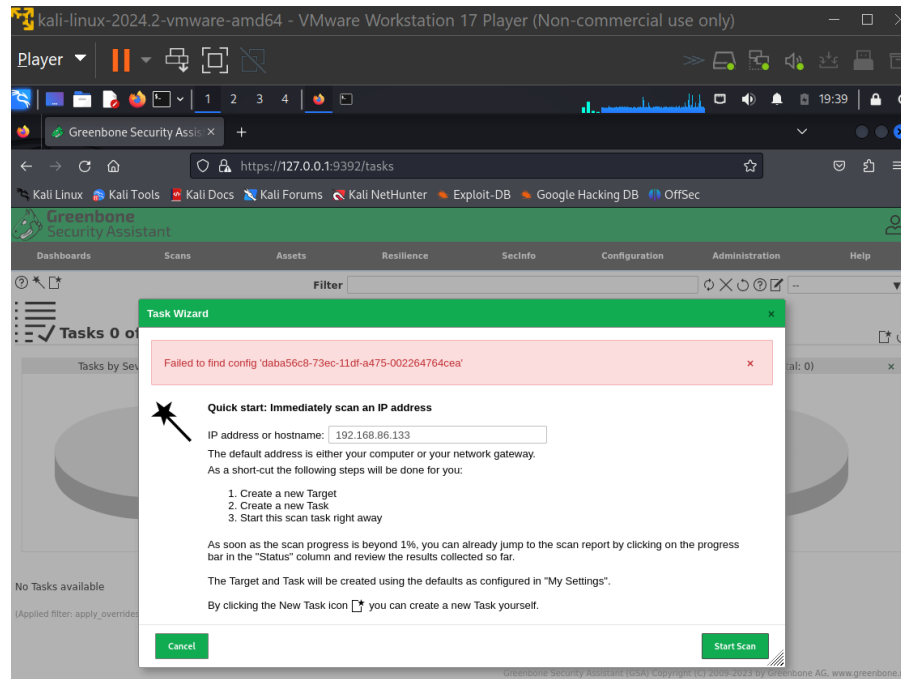 kali-linux-2024.2-vmware-amd64 - VMware Workstation 17 Player (Non-commercial use only)
Player
1 2 3 4
19:39
Greenbone Security Assis
https://127.0.0.1:9392/tasks
Kali Linux Kali Tools Kali Docs Kali Forums Kali NetHunter Exploit-DB Google Hacking DB OffSec
Greenbone
Security Assistant
Dashboards Scans Assets Resilience SecInfo Configuration Administration Help
Filter
--
Task Wizard
Tasks 0 of
Tasks by Sev
tal: 0)
Failed to find config 'daba56c8-73ec-11df-a475-002264764cea'
Quick start: Immediately scan an IP address
IP address or hostname: 192.168.86.133
The default address is either your computer or your network gateway.
As a short-cut the following steps will be done for you:
1. Create a new Target
2. Create a new Task
3. Start this scan task right away
As soon as the scan progress is beyond 1%, you can already jump to the scan report by clicking on the progress
bar in the "Status" column and review the results collected so far.
The Target and Task will be created using the defaults as configured in "My Settings".
By clicking the New Task icon you can create a new Task yourself.
No Tasks available
(Applied filter: apply_overrides
Cancel
Start Scan
Greenbone Security Assistant (GSA) Copyright (C) 2009-2023 by Greenbone AG, www.greenbone.